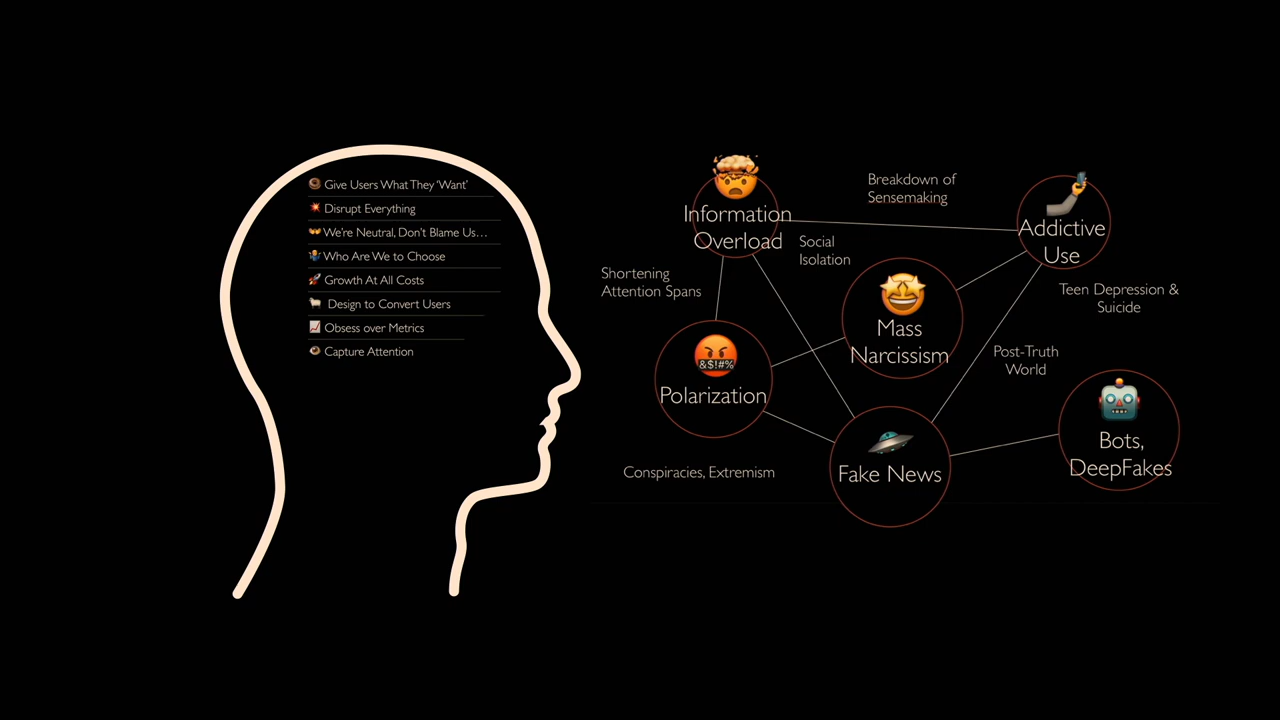 Give Users What They ‘Want’
Disrupt Everything
We’re Neutral, Don’t Blame Us…
Who Are We to Choose
Growth At All Costs
Design to Convert Users
Obsess over Metrics
Capture Attention
Information
Overload
Breakdown of
Sensemaking
Addictive
Use
Social
Isolation
Shortening
Attention Spans
Teen Depression &
Suicide
Mass
Narcissism
&$!#%
Polarization
Post-Truth
World
Bots,
DeepFakes
Fake News
Conspiracies, Extremism